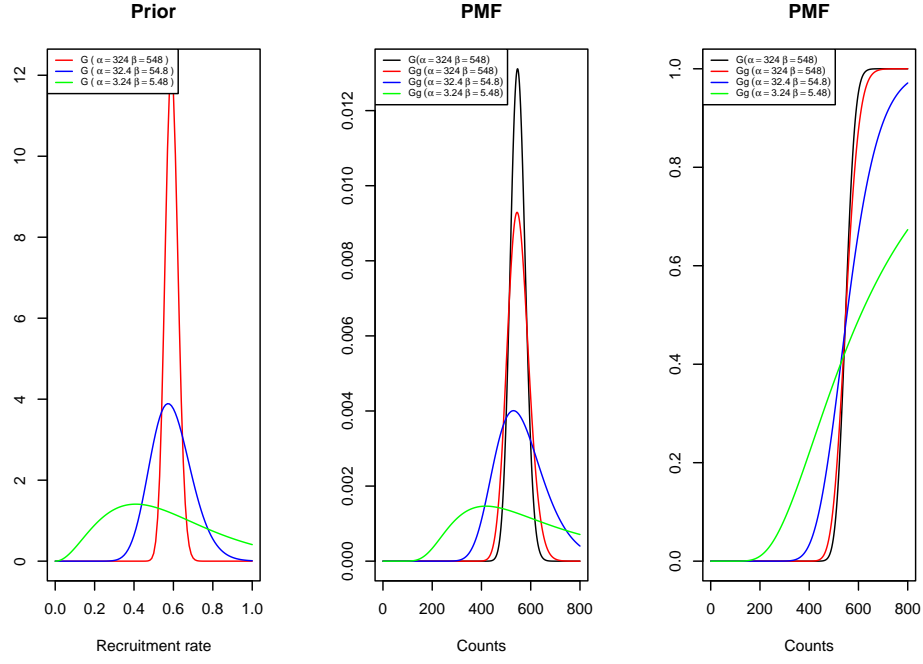 Prior
G ( α = 324 β = 548 )
G ( α = 32.4 β = 54.8 )
G ( α = 3.24 β = 5.48 )
0
2
4
6
8
10
12
0.0
0.2
0.4
0.6
0.8
1.0
Recruitment rate
PMF
G(α = 324 β = 548)
Gg (α = 324 β = 548)
Gg (α = 32.4 β = 54.8)
Gg (α = 3.24 β = 5.48)
0.000
0.002
0.004
0.006
0.008
0.010
0.012
0
200
400
600
800
Counts
PMF
G(α = 324 β = 548)
Gg (α = 324 β = 548)
Gg (α = 32.4 β = 54.8)
Gg (α = 3.24 β = 5.48)
0.0
0.2
0.4
0.6
0.8
1.0
0
200
400
600
800
Counts